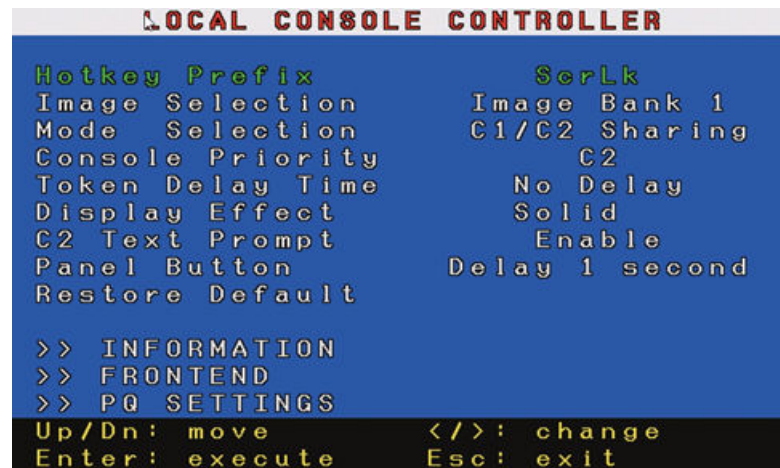 LOCAL CONSOLE CONTROLLER
Hotkey Prefix ScrLk
Image Selection Image Bank 1
Mode Selection C1/C2 Sharing
Console Priority C2
Token Delay Time No Delay
Display Effect Solid
C2 Text Prompt Enable
Panel Button Delay 1 second
Restore Default
>> INFORMATION
>> FRONTEND
>> PQ SETTINGS
Up/Dn: move </>: change
Enter: execute Esc: exit